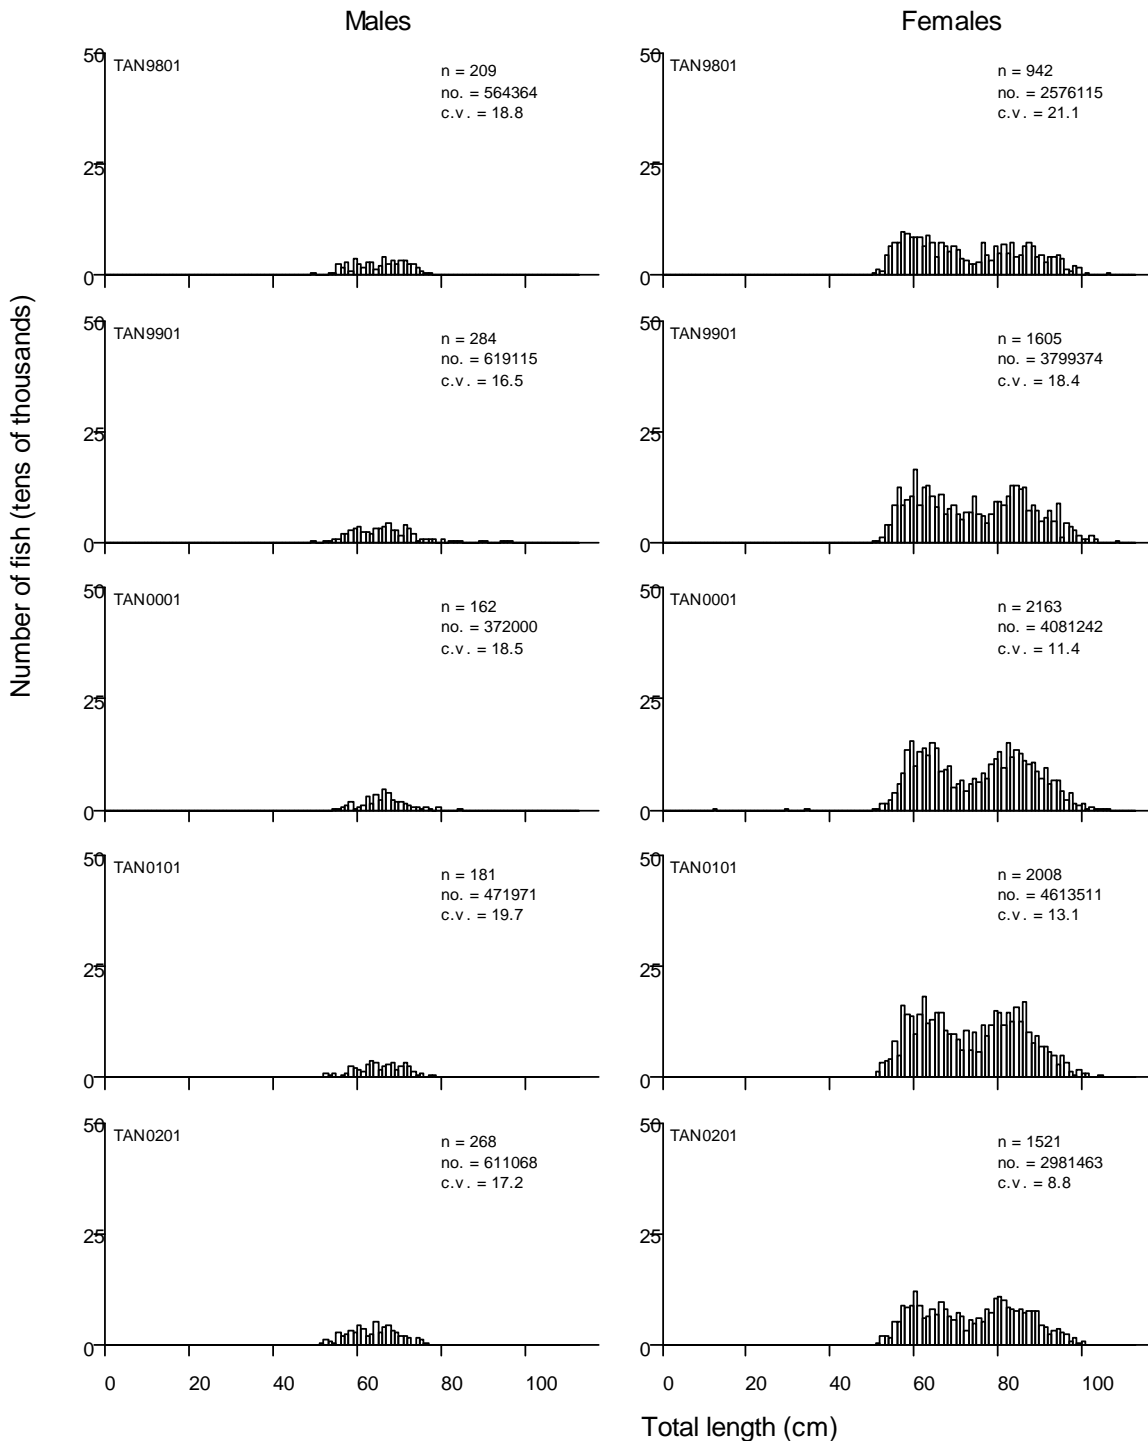 Males
Females
Number of fish (tens of thousands)
50
TAN9801
n = 209
no. = 564364
c.v. = 18.8
25
0
50
TAN9801
n = 942
no. = 2576115
c.v. = 21.1
25
0
50
TAN9901
n = 284
no. = 619115
c.v. = 16.5
25
0
50
TAN9901
n = 1605
no. = 3799374
c.v. = 18.4
25
0
50
TAN0001
n = 162
no. = 372000
c.v. = 18.5
25
0
50
TAN0001
n = 2163
no. = 4081242
c.v. = 11.4
25
0
50
TAN0101
n = 181
no. = 471971
c.v. = 19.7
25
0
50
TAN0101
n = 2008
no. = 4613511
c.v. = 13.1
25
0
50
TAN0201
n = 268
no. = 611068
c.v. = 17.2
25
0
50
TAN0201
n = 1521
no. = 2981463
c.v. = 8.8
25
0
0 20 40 60 80 100
0 20 40 60 80 100
Total length (cm)